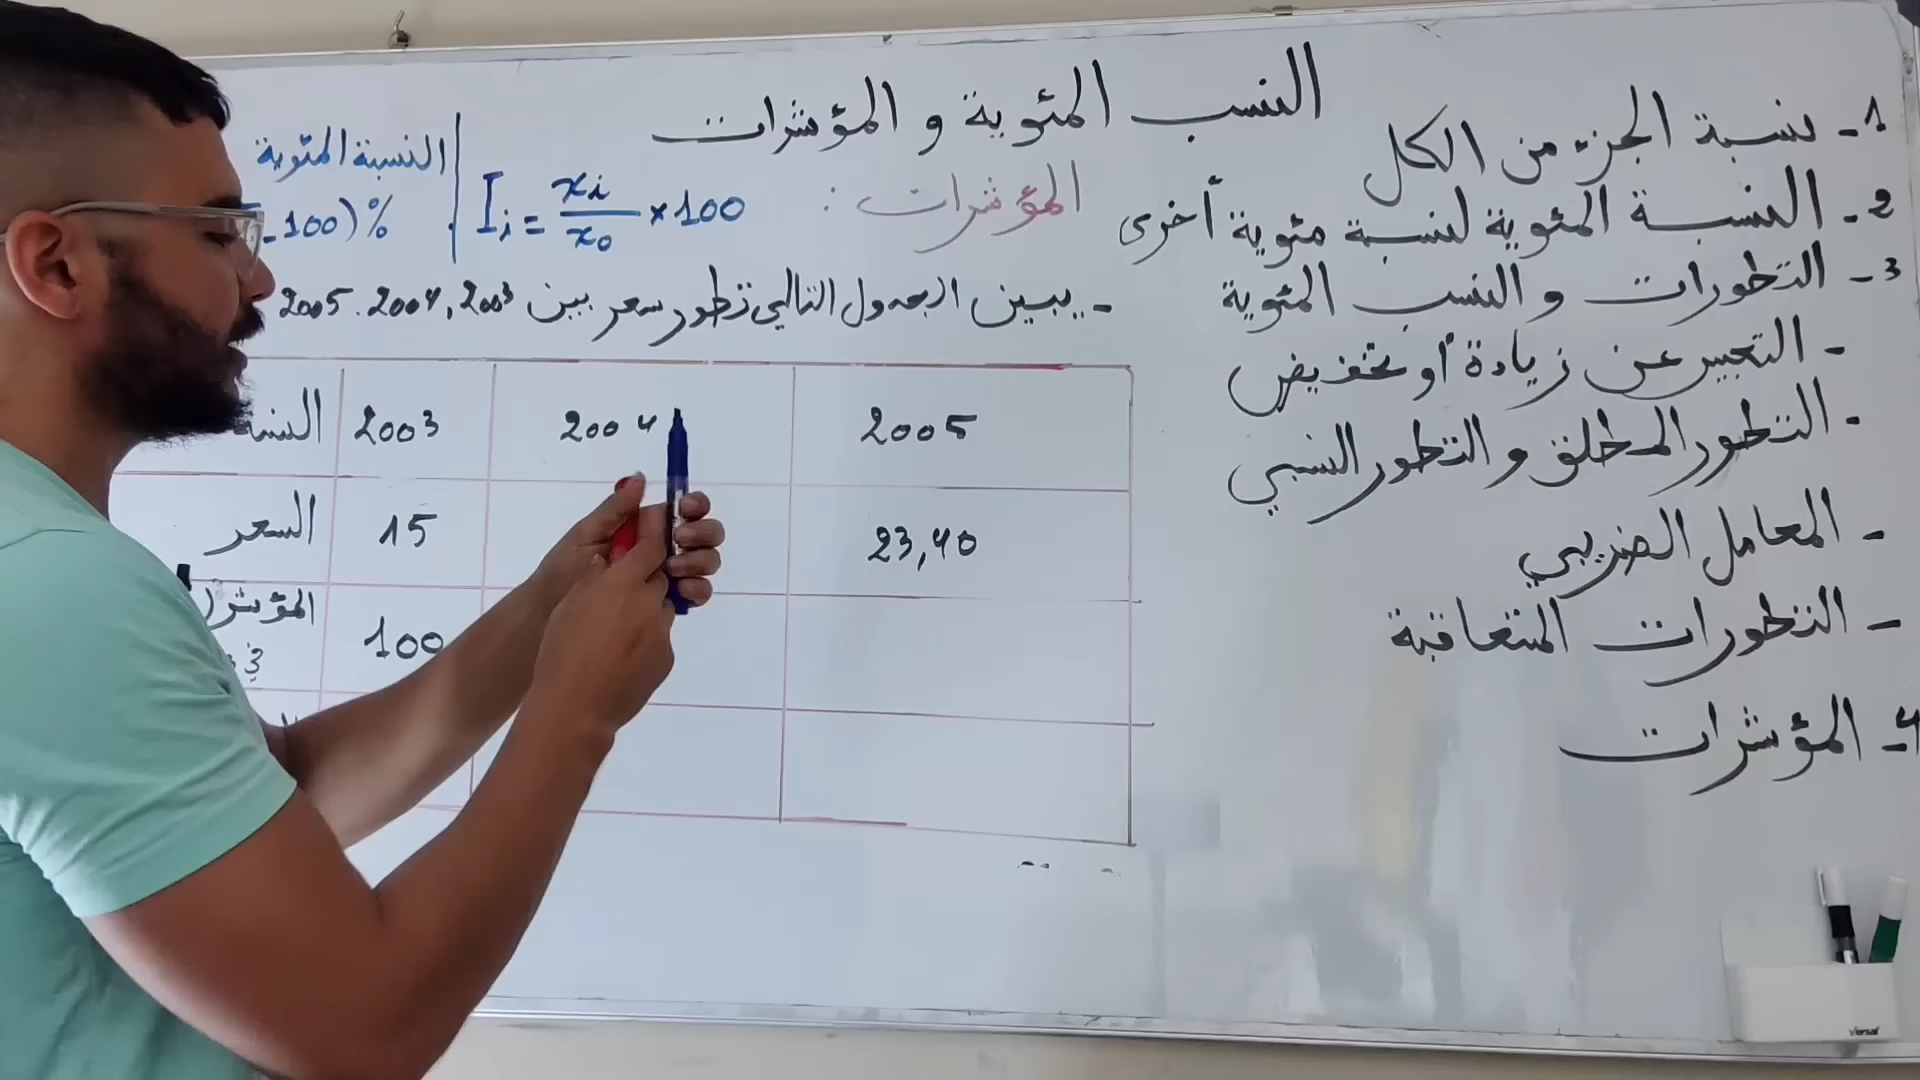 النسب المئوية و المؤشرات
1- نسبة الجزء من الكل
2- النسبة المئوية لنسبة مئوية أخرى
3- التطورات و النسب المئوية
- التعبير عن زيادة أو تخفيض
- التطور المطلق و التطور النسبي
- المعامل الضربي
- التطورات المتعاقبة
4- المؤشرات
المؤشرات :
I_i = x_i / x_0 × 100
النسبة المئوية
- 100) %
- يبين الجدول التالي تطور سعر بين 2003, 2004. 2005
السنة 2003 2004 2005
السعر 15 23,40
المؤشر 100
Versal